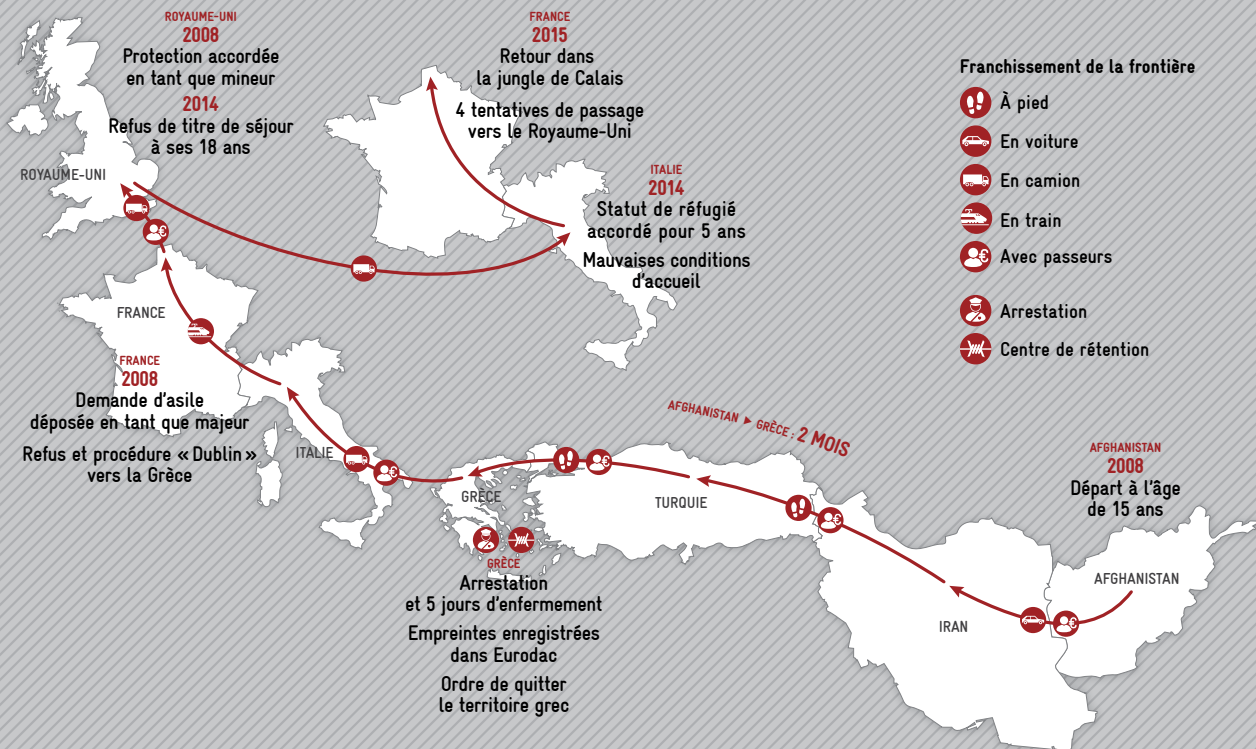 ROYAUME-UNI
2008
Protection accordée
en tant que mineur
2014
Refus de titre de séjour
à ses 18 ans
ROYAUME-UNI
FRANCE
2015
Retour dans
la jungle de Calais
4 tentatives de passage
vers le Royaume-Uni
ITALIE
2014
Statut de réfugié
accordé pour 5 ans
Mauvaises conditions
d'accueil
Franchissement de la frontière
À pied
En voiture
En camion
En train
Avec passeurs
Arrestation
Centre de rétention
FRANCE
FRANCE
2008
Demande d'asile
déposée en tant que majeur
Refus et procédure « Dublin »
vers la Grèce
ITALIE
GRÈCE
GRÈCE
Arrestation
et 5 jours d'enfermement
Empreintes enregistrées
dans Eurodac
Ordre de quitter
le territoire grec
AFGHANISTAN ► GRÈCE : 2 MOIS
TURQUIE
IRAN
AFGHANISTAN
2008
Départ à l'âge
de 15 ans
AFGHANISTAN